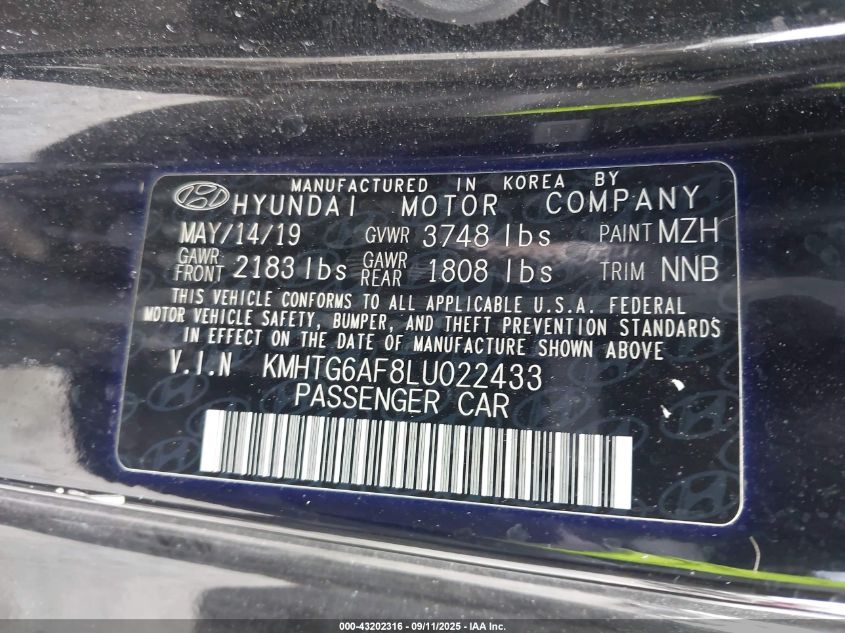 MANUFACTURED IN KOREA BY
HYUNDAI MOTOR COMPANY
MAY/14/19 GVWR 3748 lbs PAINT MZH
GAWR FRONT 2183 lbs GAWR REAR 1808 lbs TRIM NNB
THIS VEHICLE CONFORMS TO ALL APPLICABLE U.S.A. FEDERAL
MOTOR VEHICLE SAFETY, BUMPER, AND THEFT PREVENTION STANDARDS
IN EFFECT ON THE DATE OF MANUFACTURE SHOWN ABOVE
V.I.N KMHTG6AF8LU022433
PASSENGER CAR
000-43202316 - 09/11/2025 - IAA Inc.